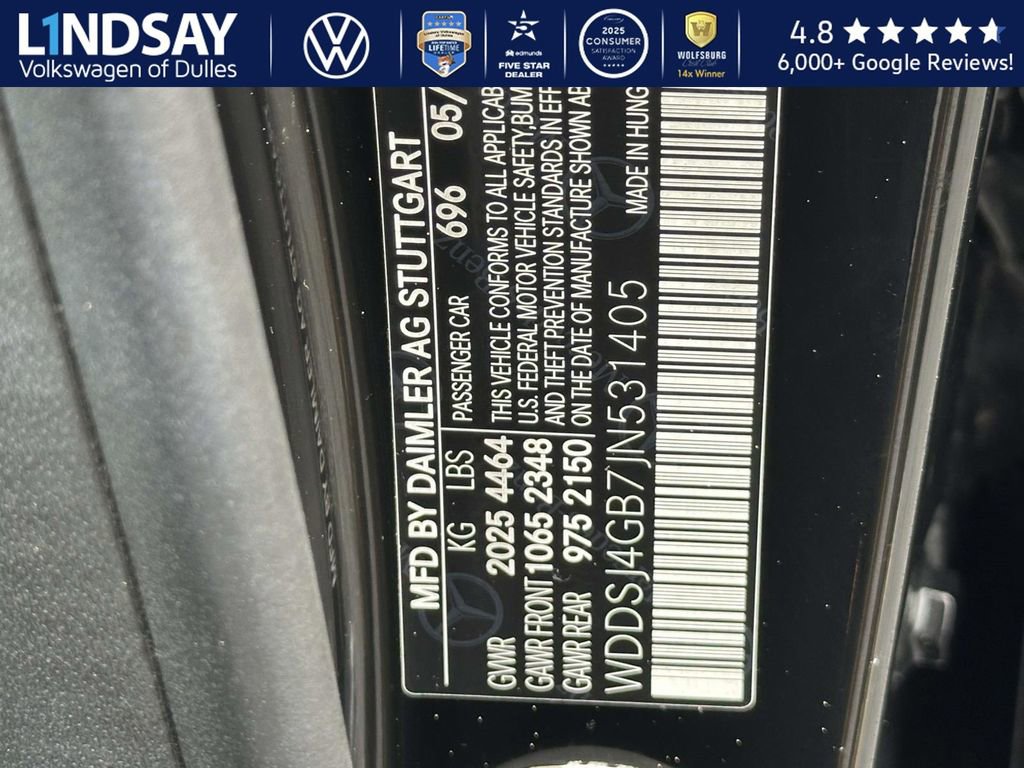 L1NDSAY
Volkswagen of Dulles
LIFETIME
edmunds
FIVE STAR
DEALER
2025
CONSUMER
SATISFACTION
AWARD
WOLFSBURG
14x Winner
4.8
6,000+ Google Reviews!
MFD BY DAIMLER AG STUTTGART
KG LBS PASSENGER CAR 696 05/
GWR 2025 4464
GAWR FRONT 1065 2348
GAWR REAR 975 2150
THIS VEHICLE CONFORMS TO ALL APPLICAB
U.S. FEDERAL MOTOR VEHICLE SAFETY,BUM
AND THEFT PREVENTION STANDARDS IN EFF
ON THE DATE OF MANUFACTURE SHOWN AB
MADE IN HUNG
WDDSJ4GB7JN531405